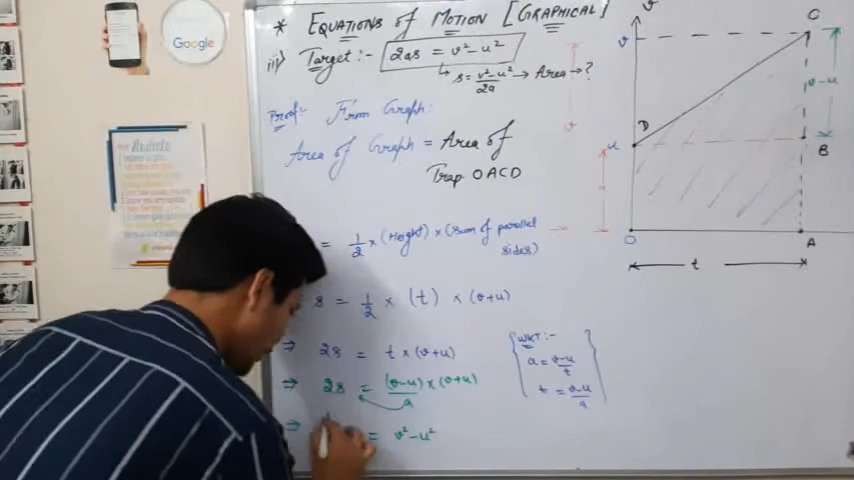 * EQUATIONS of MOTION [GRAPHICAL]
iii) TARGET :- 2as = v² - u²
↳ s = v² - u² / 2a → Area → ?
Proof:- From Graph:
Area of Graph = Area of
Trap OACD
= 1/2 × (Height) × (sum of parallel
sides)
s = 1/2 × (t) × (v+u)
⇒ 2s = t × (v+u)
⇒ 2s = (v-u) × (v+u) / a
⇒ = v² - u²
WKT :-
a = v-u / t
t = v-u / a
v
v
C
v-u
D
u
B
v
O
A
t
Google